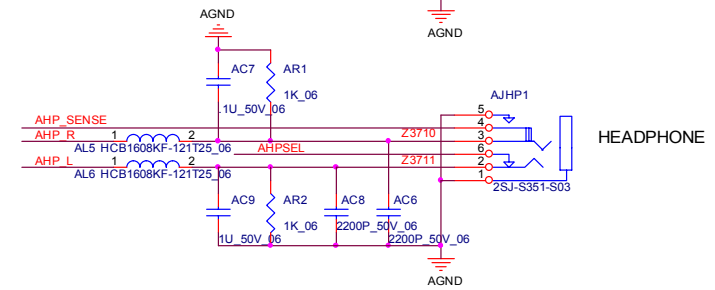 AGND
AGND
AC7
AR1
1K_06
.1U_50V_06
AJHP1
5
4
3
6
2
1
AHP_SENSE
AHP_R
1
2
Z3710
AL5 HCB1608KF-121T25_06
AHPSEL
AHP_L
1
2
Z3711
AL6 HCB1608KF-121T25_06
2SJ-S351-S03
HEADPHONE
AC9
AR2
AC8
AC6
1K_06
2200P_50V_06
.1U_50V_06
2200P_50V_06
AGND